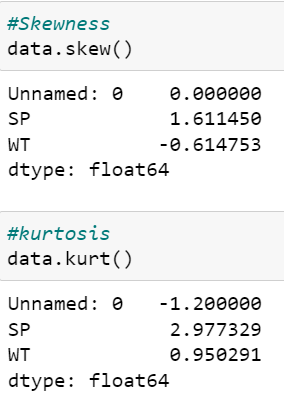 #Skewness
data.skew()
Unnamed: 0    0.000000
SP            1.611450
WT           -0.614753
dtype: float64
#kurtosis
data.kurt()
Unnamed: 0   -1.200000
SP            2.977329
WT            0.950291
dtype: float64